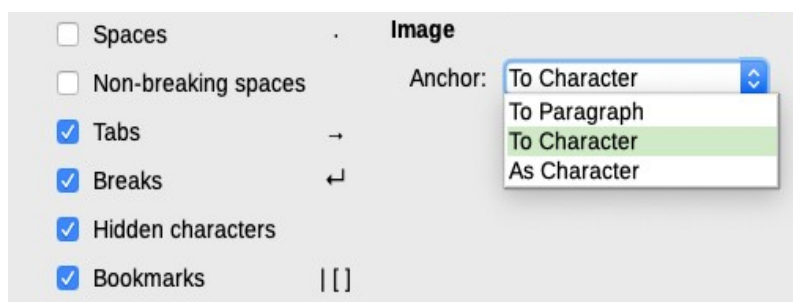 Spaces · Image
Non-breaking spaces Anchor: To Character
Tabs → To Paragraph
To Character
Breaks ↵ As Character
Hidden characters
Bookmarks |[]